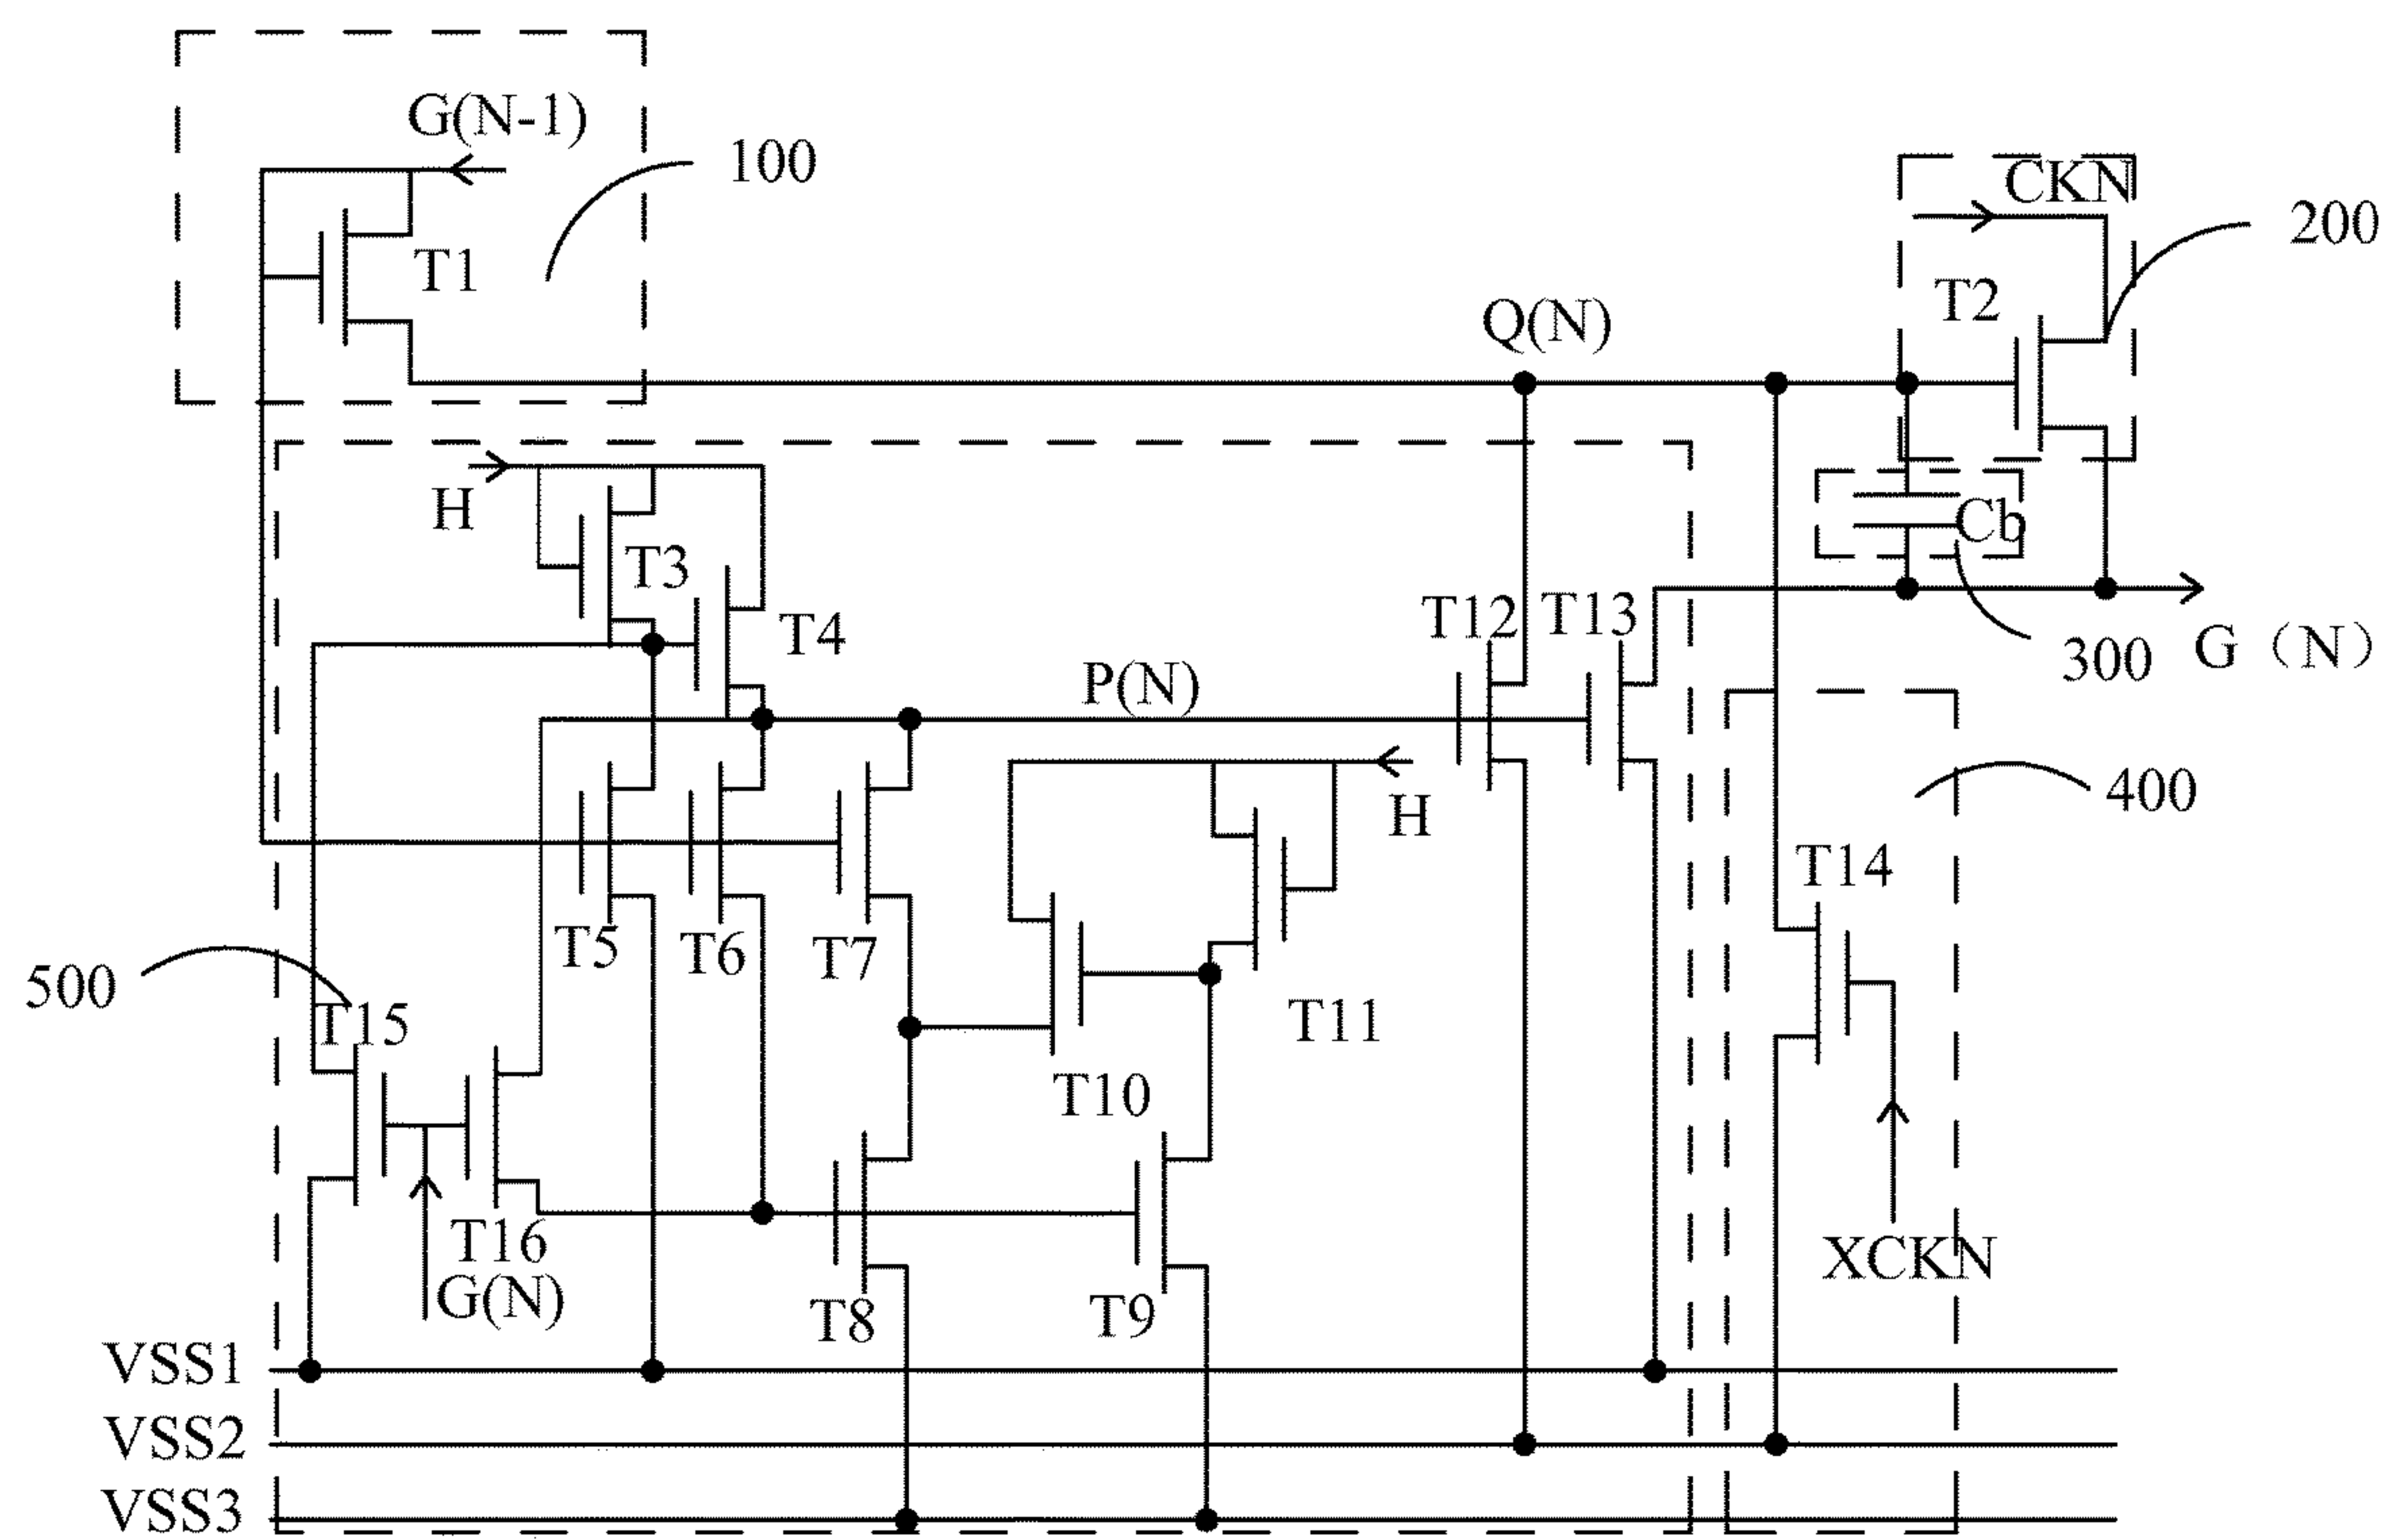 G(N-1)
100
T1
CKN
200
T2
Q(N)
H
T3
Cb
T4
T12
T13
300
G（N）
P(N)
H
400
T14
T5
T6
T7
500
T15
T11
T10
T16
G(N)
XCKN
T8
T9
VSS1
VSS2
VSS3